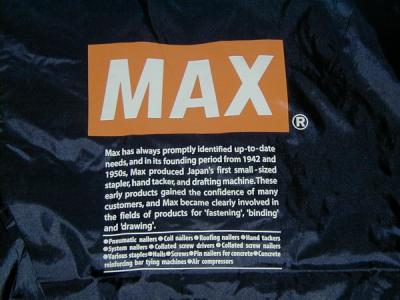 MAX®
Max has always promptly identified up-to-date
needs, and in its founding period from 1942 and
1950s, Max produced Japan's first small-sized
stapler, hand tacker, and drafting machine. These
early products gained the confidence of many
customers, and Max became clearly involved in
the fields of products for 'fastening', 'binding'
and 'drawing'.
●Pneumatic nailers●Coil nailers●Roofing nailers●Hand tackers
●System nailers●Collated screw drivers●Collated screw nailers
●Various staples●Nails●Screws●Pin nailers for concrete●Concrete
reinforcing bar tying machines●Air compressors